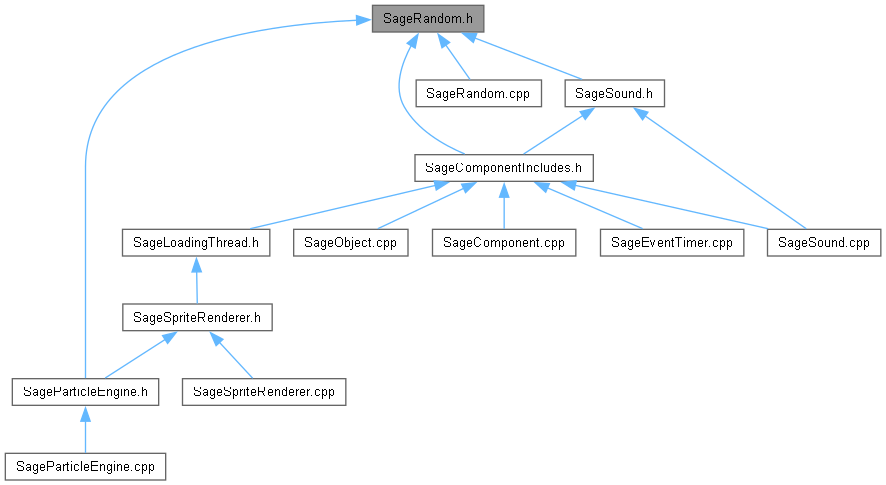 SageRandom.h
SageRandom.cpp
SageSound.h
SageComponentIncludes.h
SageLoadingThread.h
SageObject.cpp
SageComponent.cpp
SageEventTimer.cpp
SageSound.cpp
SageSpriteRenderer.h
SageParticleEngine.h
SageSpriteRenderer.cpp
SageParticleEngine.cpp